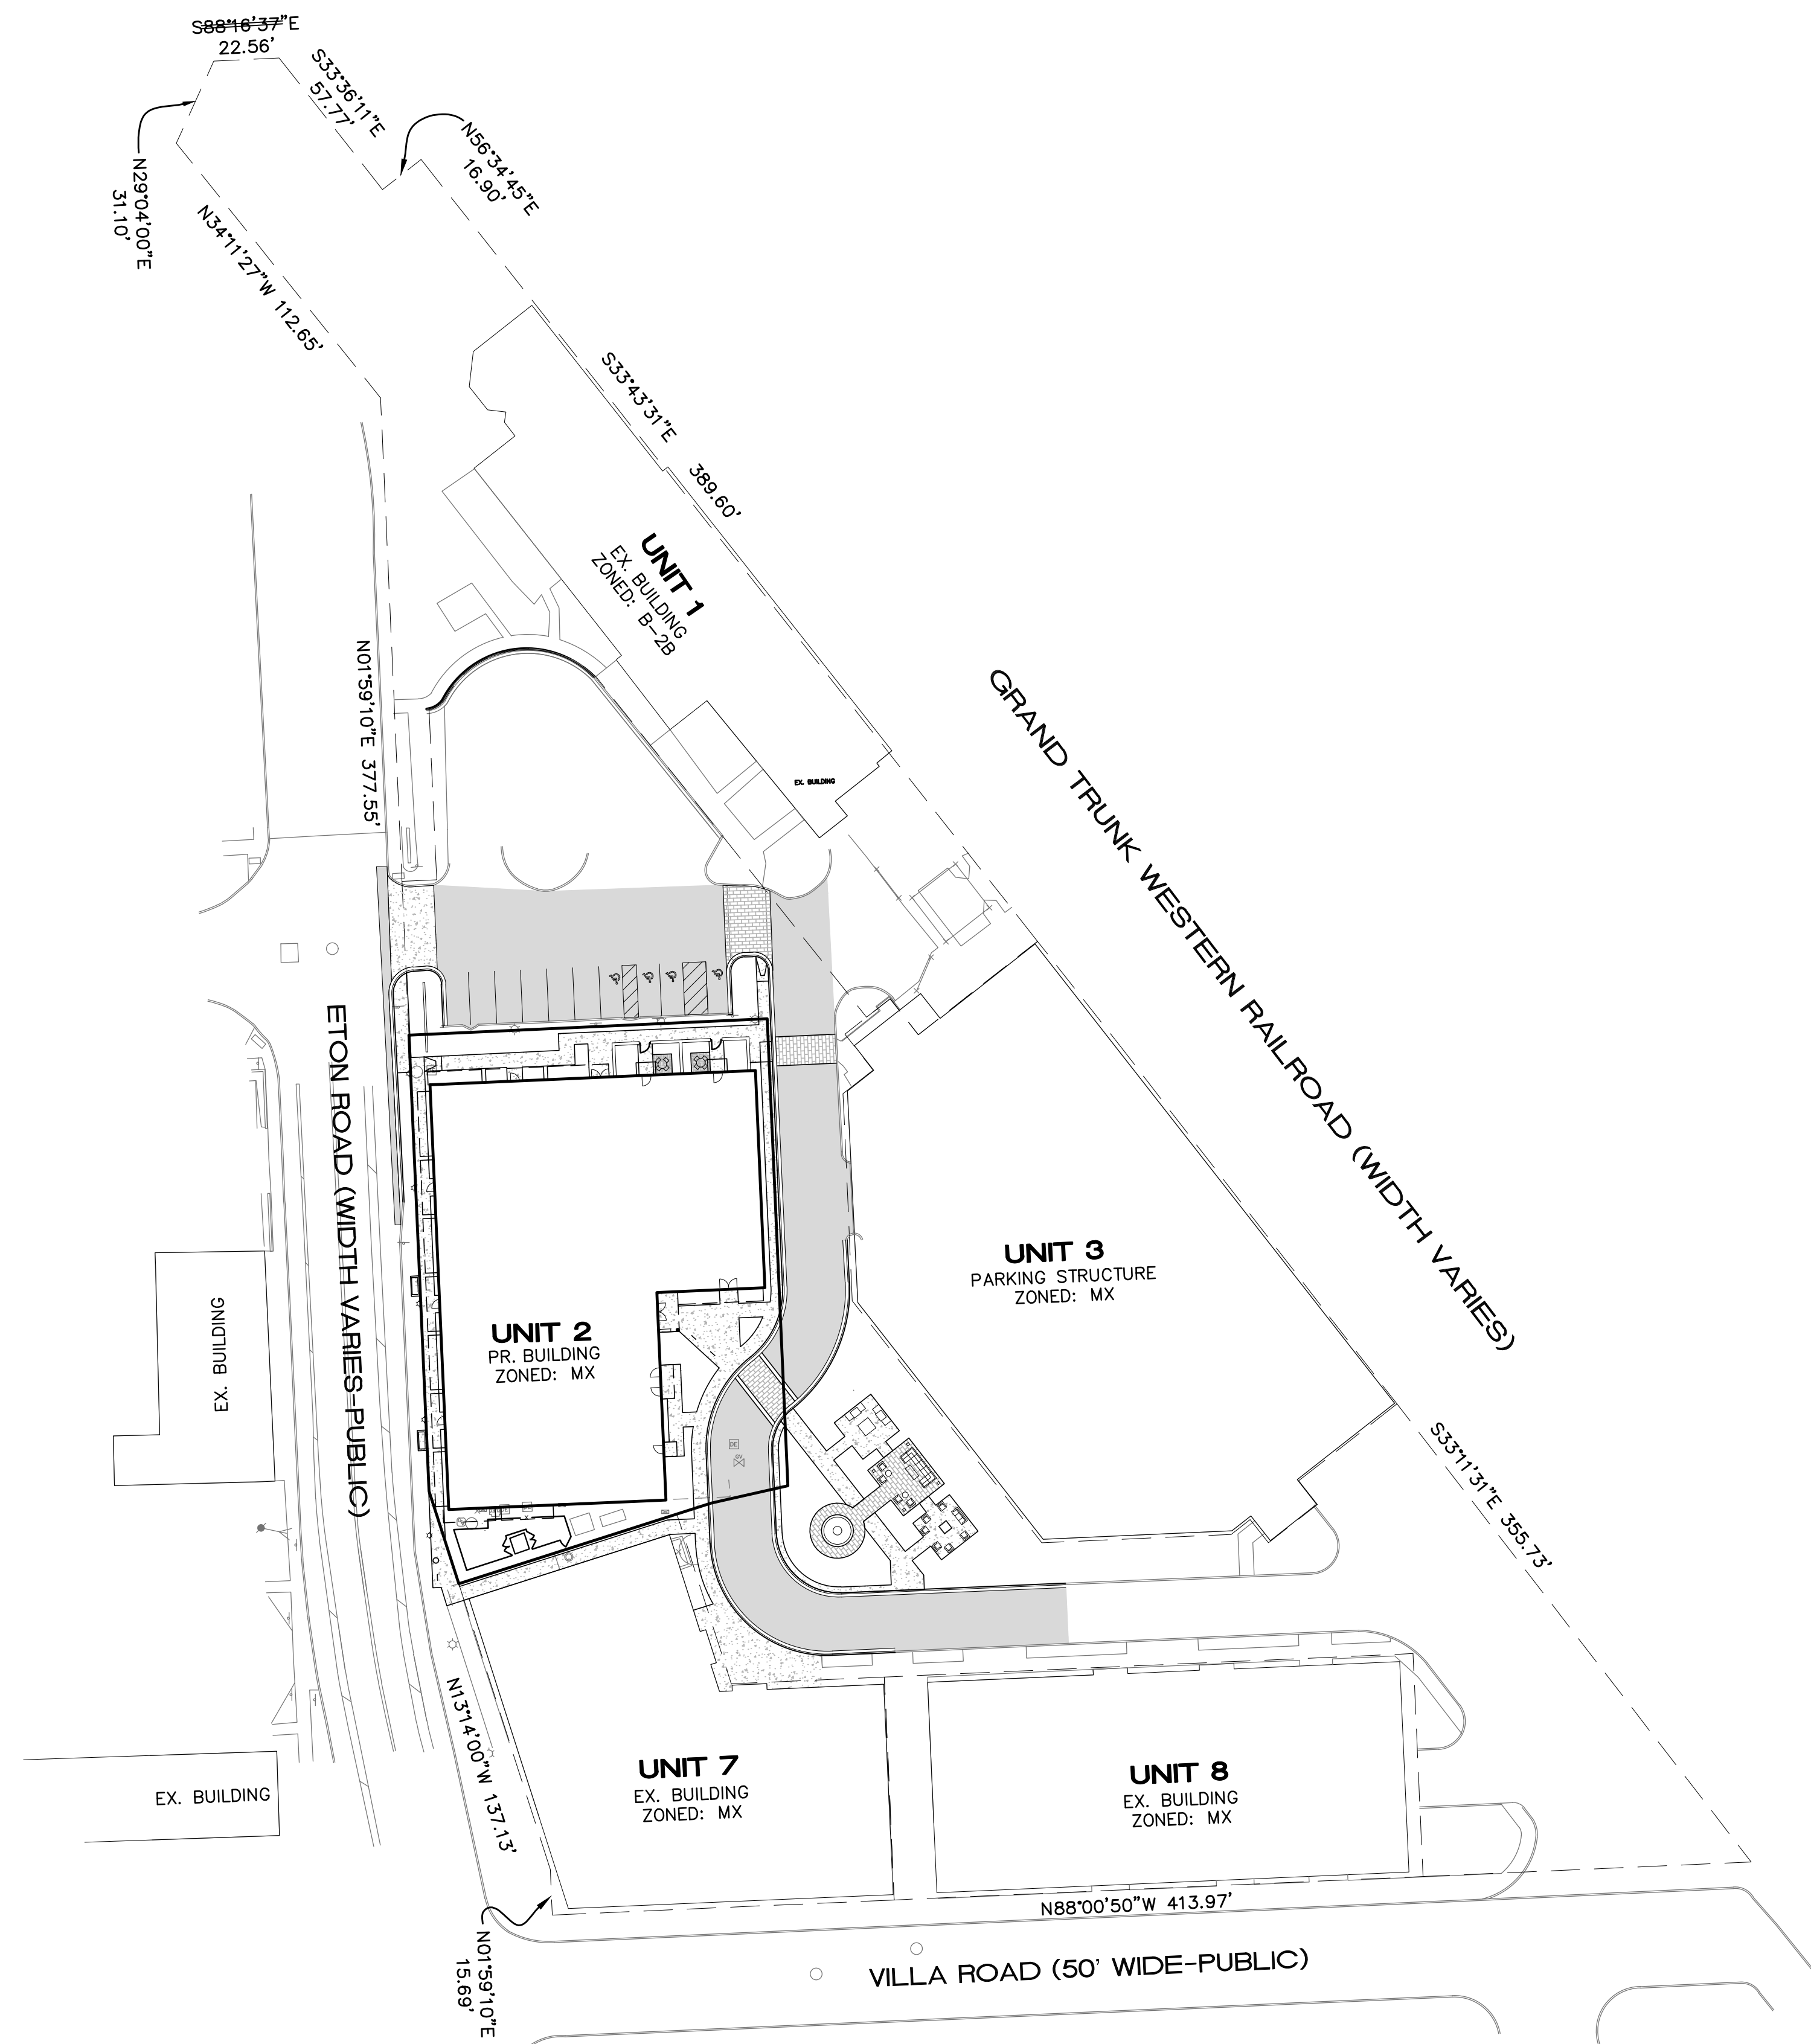 S88°16'37"E
22.56'
S33°36'11"E
57.77'
N56°34'45"E
16.90'
N29°04'00"E
31.10'
N34°11'27"W 112.65'
S33°43'31"E 389.60'
UNIT 1
EX. BUILDING
ZONED: B-2B
N01°59'10"E 377.55'
EX. BUILDING
GRAND TRUNK WESTERN RAILROAD (WIDTH VARIES)
ETON ROAD (WIDTH VARIES-PUBLIC)
UNIT 3
PARKING STRUCTURE
ZONED: MX
EX. BUILDING
UNIT 2
PR. BUILDING
ZONED: MX
S33°11'31"E 355.73'
N13°14'00"W 137.13'
UNIT 7
EX. BUILDING
ZONED: MX
UNIT 8
EX. BUILDING
ZONED: MX
EX. BUILDING
N88°00'50"W 413.97'
N01°59'10"E
15.69'
VILLA ROAD (50' WIDE-PUBLIC)